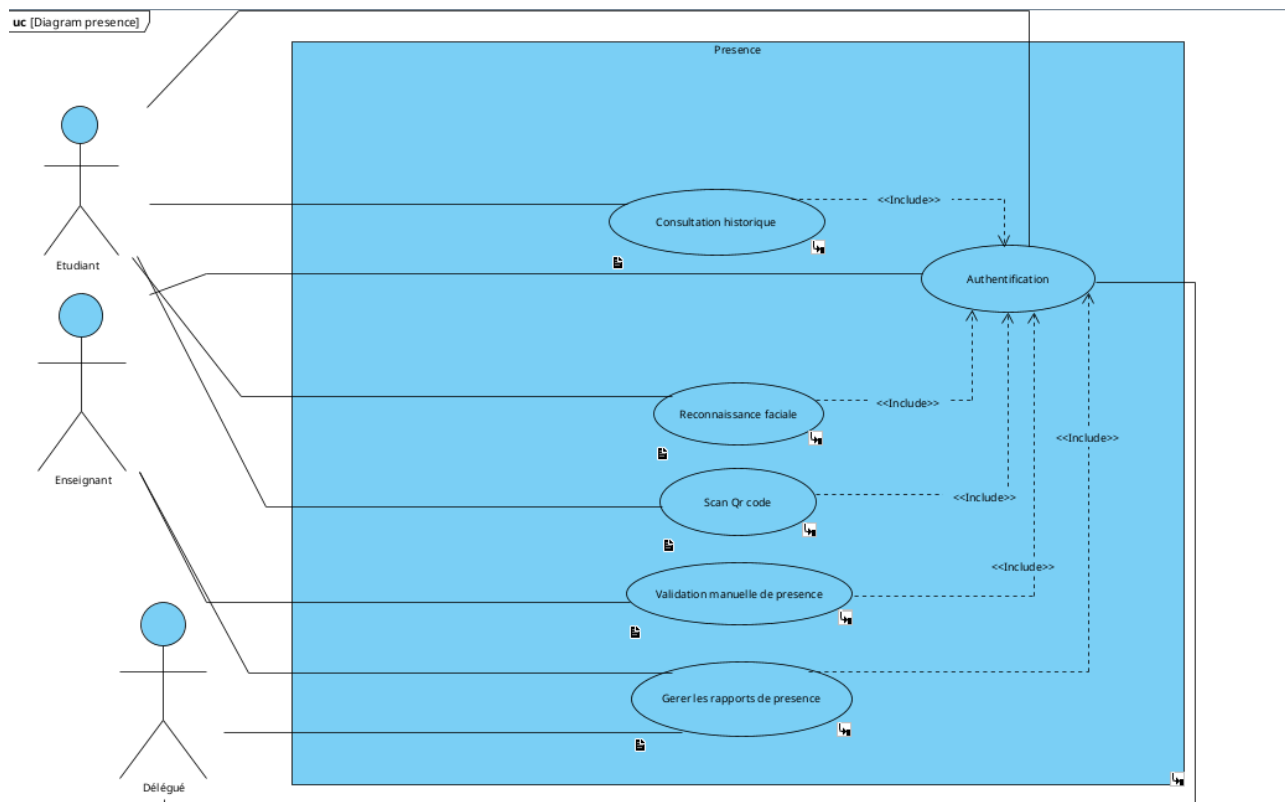 uc [Diagram presence]
Presence
Etudiant
Consultation historique
<<Include>>
Authentification
Enseignant
Reconnaissance faciale
<<Include>>
<<Include>>
Scan Qr code
<<Include>>
Validation manuelle de presence
<<Include>>
Gerer les rapports de presence
Délégué